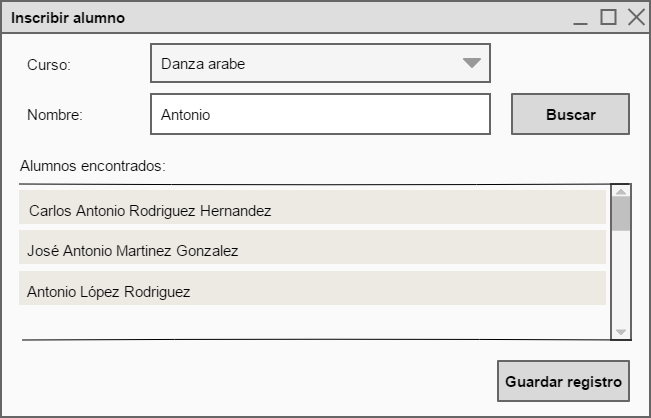 Inscribir alumno
Curso: Danza arabe
Nombre: Antonio Buscar
Alumnos encontrados:
Carlos Antonio Rodriguez Hernandez
José Antonio Martinez Gonzalez
Antonio López Rodriguez
Guardar registro